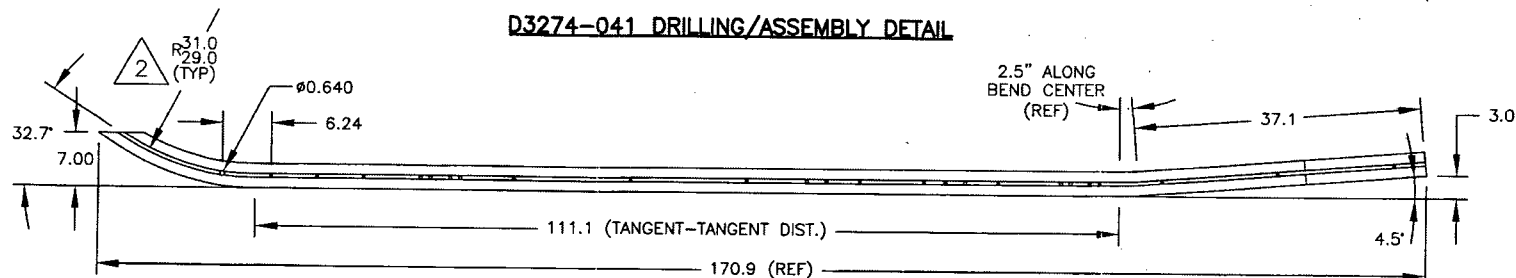 D3274-041 DRILLING/ASSEMBLY DETAIL
2
R31.0
29.0
(TYP)
ø0.640
6.24
32.7°
7.00
2.5" ALONG
BEND CENTER
(REF)
37.1
3.0
111.1 (TANGENT-TANGENT DIST.)
4.5°
170.9 (REF)